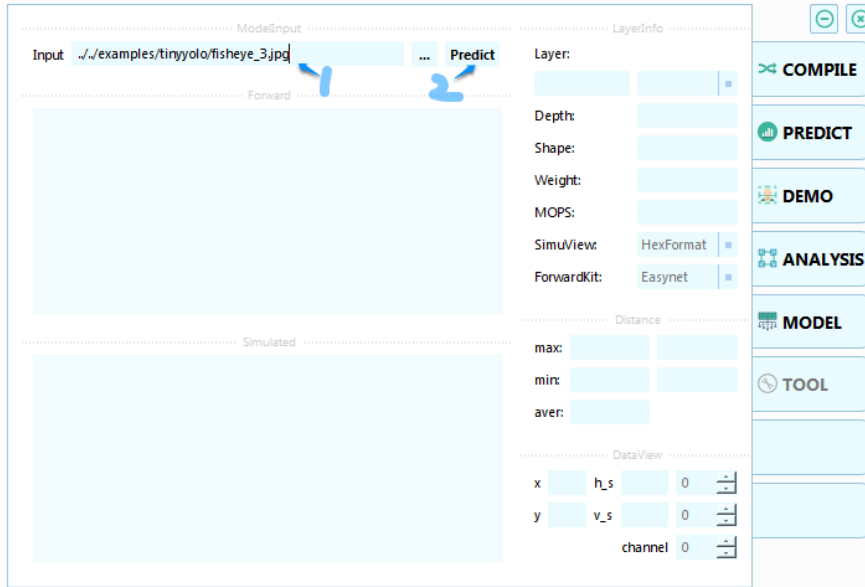 ModelInput
Input ../../examples/tinyyolo/fisheye_3.jpg ... Predict
1 2
Forward
Simulated
LayerInfo
Layer:
Depth:
Shape:
Weight:
MOPS:
SimuView: HexFormat
ForwardKit: Easynet
Distance
max:
min:
aver:
DataView
x h_s 0
y v_s 0
channel 0
COMPILE
PREDICT
DEMO
ANALYSIS
MODEL
TOOL